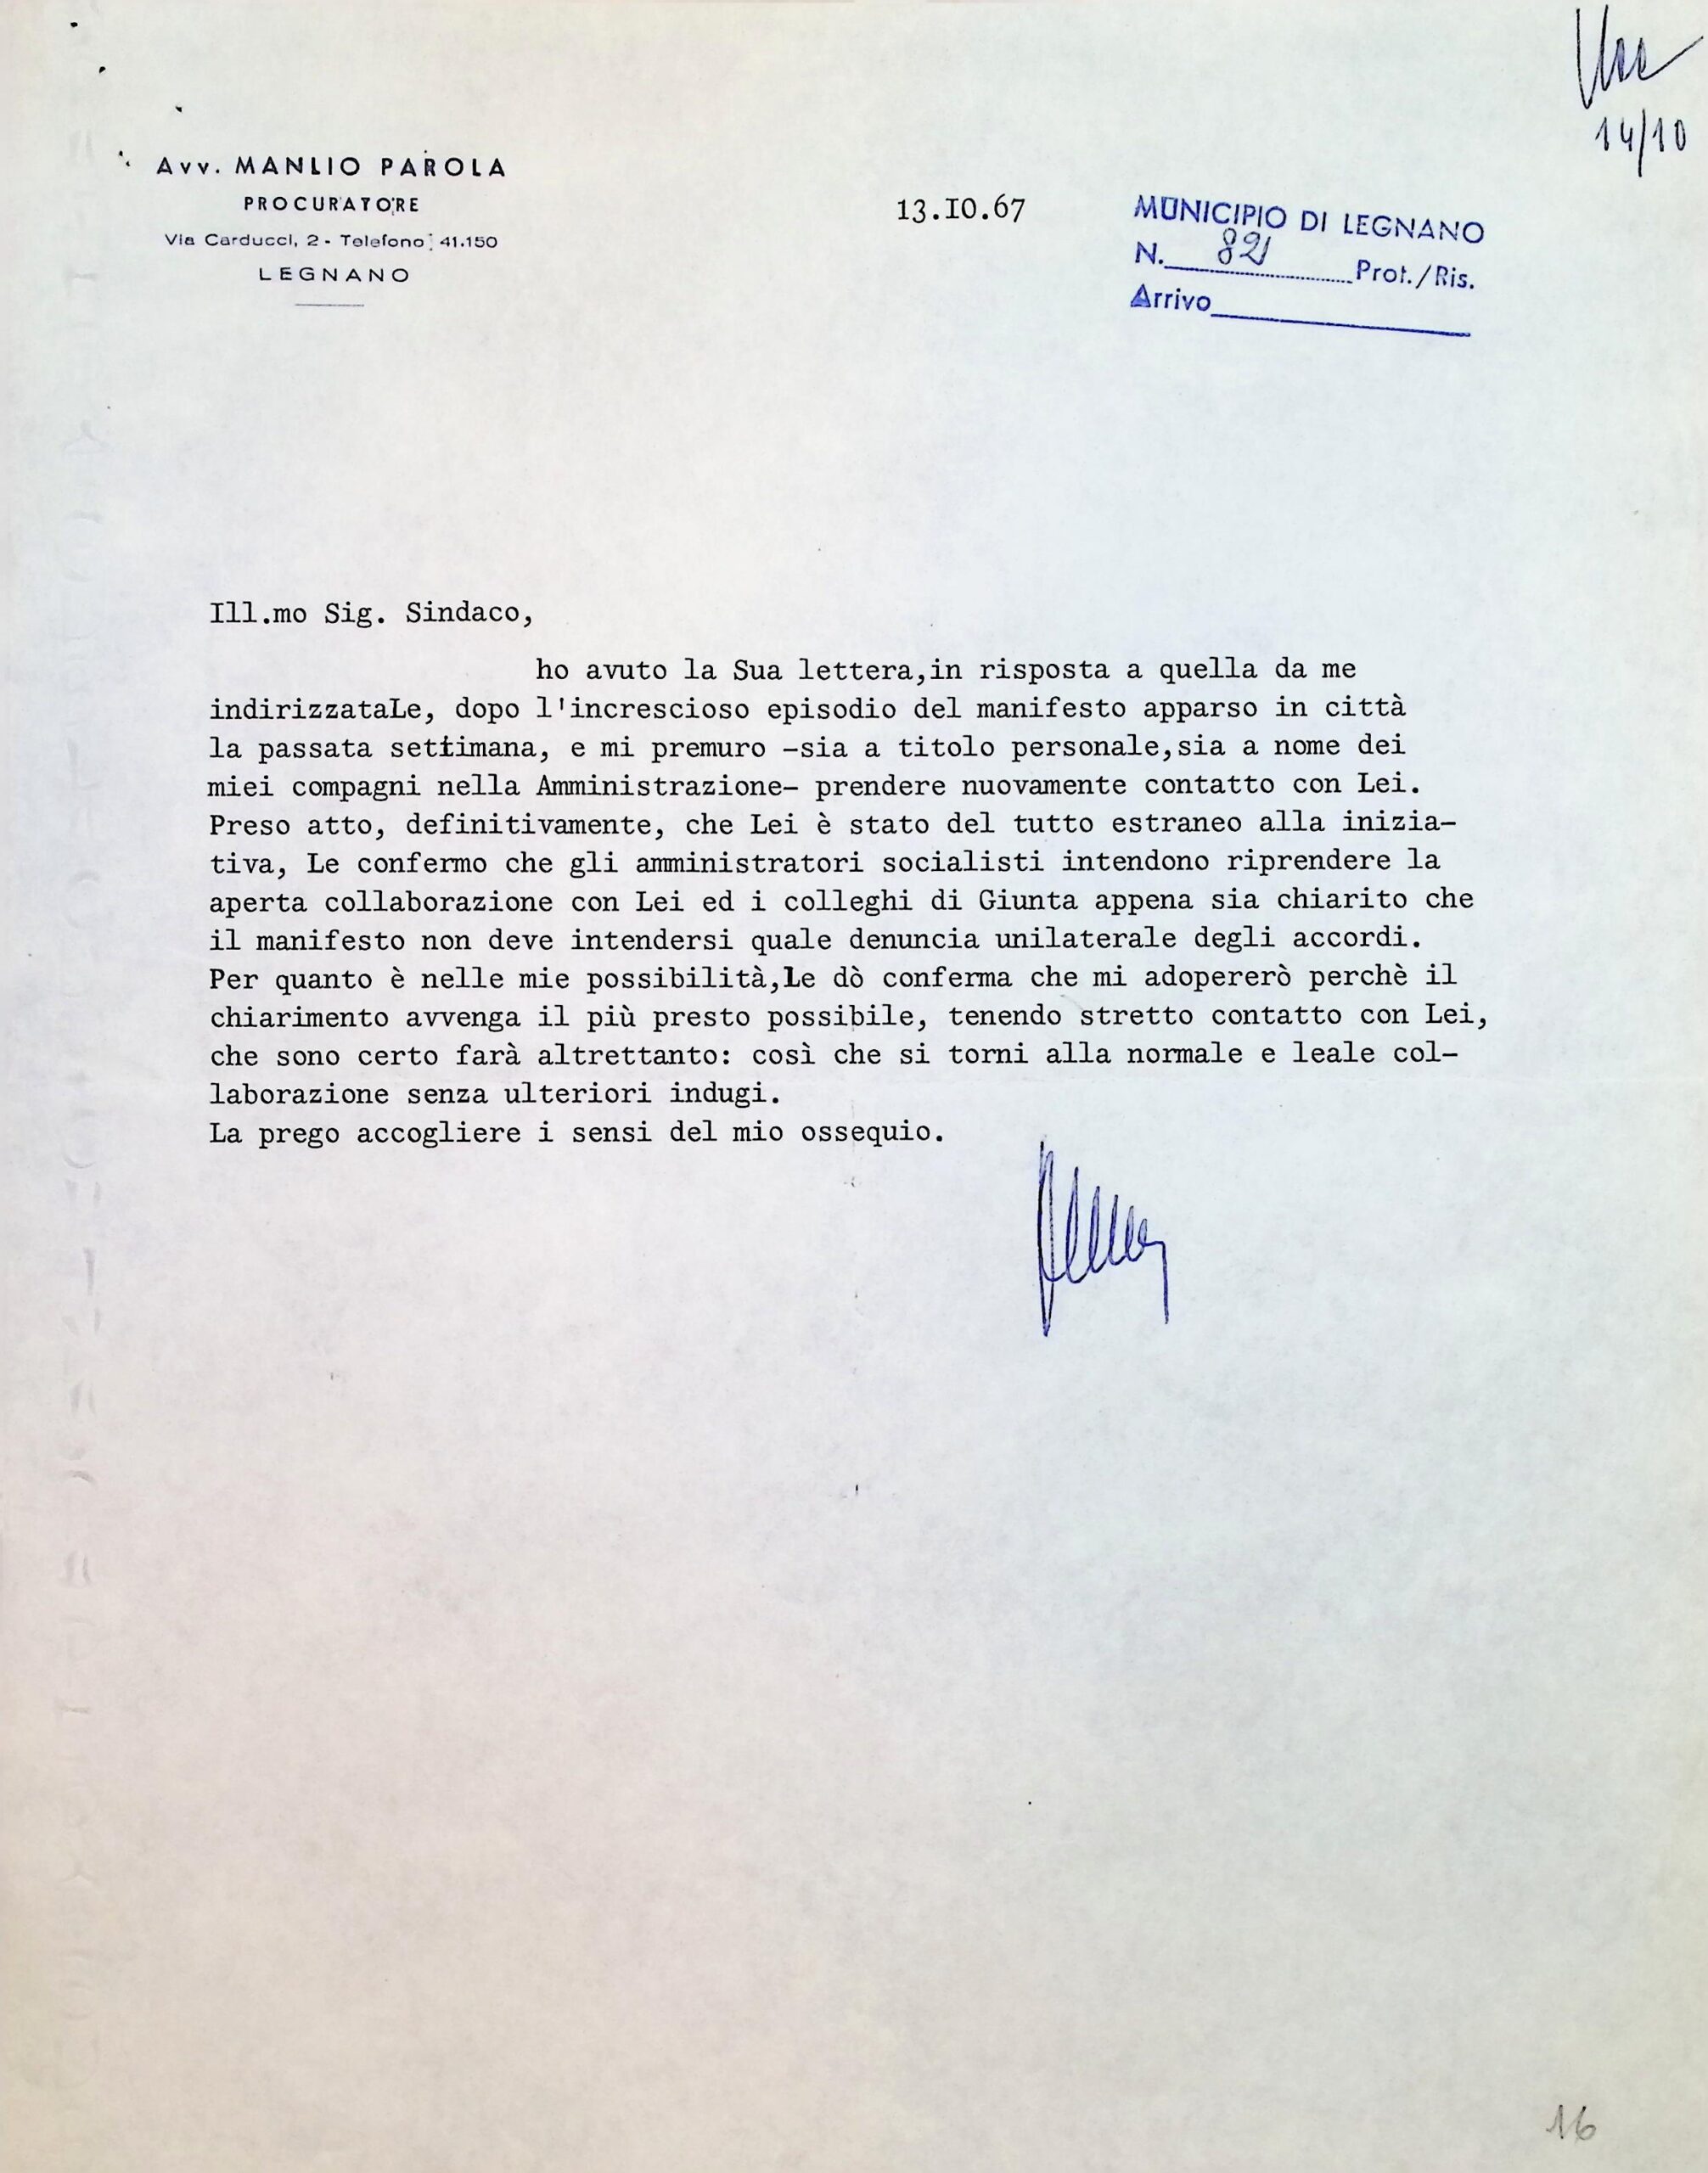 14/10
Avv. MANLIO PAROLA
PROCURATORE
Via Carducci, 2 - Telefono: 41.150
LEGNANO
13.I0.67
MUNICIPIO DI LEGNANO
N. 821 Prot./Ris.
Arrivo
Ill.mo Sig. Sindaco,
ho avuto la Sua lettera,in risposta a quella da me
indirizzataLe, dopo l'increscioso episodio del manifesto apparso in città
la passata settimana, e mi premuro -sia a titolo personale,sia a nome dei
miei compagni nella Amministrazione- prendere nuovamente contatto con Lei.
Preso atto, definitivamente, che Lei è stato del tutto estraneo alla inizia-
tiva, Le confermo che gli amministratori socialisti intendono riprendere la
aperta collaborazione con Lei ed i colleghi di Giunta appena sia chiarito che
il manifesto non deve intendersi quale denuncia unilaterale degli accordi.
Per quanto è nelle mie possibilità,Le dò conferma che mi adopererò perchè il
chiarimento avvenga il più presto possibile, tenendo stretto contatto con Lei,
che sono certo farà altrettanto: così che si torni alla normale e leale col-
laborazione senza ulteriori indugi.
La prego accogliere i sensi del mio ossequio.
16